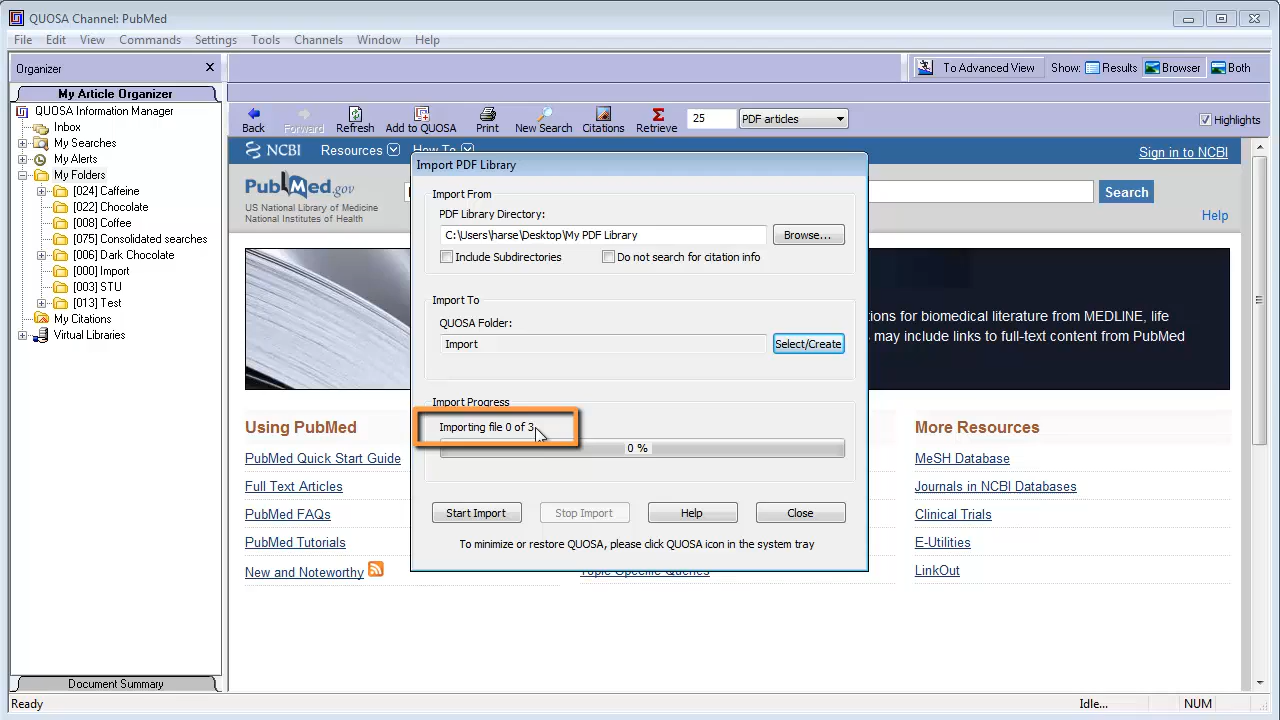 QUOSA Channel: PubMed
File Edit View Commands Settings Tools Channels Window Help
Organizer X
To Advanced View Show: Results Browser Both
My Article Organizer
QUOSA Information Manager
Inbox
My Searches
My Alerts
My Folders
[024] Caffeine
[022] Chocolate
[008] Coffee
[075] Consolidated searches
[006] Dark Chocolate
[000] Import
[003] STU
[013] Test
My Citations
Virtual Libraries
Document Summary
Back Forward Refresh Add to QUOSA Print New Search Citations Retrieve 25 PDF articles Highlights
NCBI Resources How To Sign in to NCBI
PubMed.gov
US National Library of Medicine
National Institutes of Health
Search
Help
Import PDF Library
Import From
PDF Library Directory:
C:\Users\harse\Desktop\My PDF Library Browse...
Include Subdirectories Do not search for citation info
Import To
QUOSA Folder:
Import Select/Create
Import Progress
Importing file 0 of 3
0 %
Start Import Stop Import Help Close
To minimize or restore QUOSA, please click QUOSA icon in the system tray
tions for biomedical literature from MEDLINE, life
may include links to full-text content from PubMed
Using PubMed
PubMed Quick Start Guide
Full Text Articles
PubMed FAQs
PubMed Tutorials
New and Noteworthy
Topic-Specific Queries
More Resources
MeSH Database
Journals in NCBI Databases
Clinical Trials
E-Utilities
LinkOut
Ready Idle... NUM